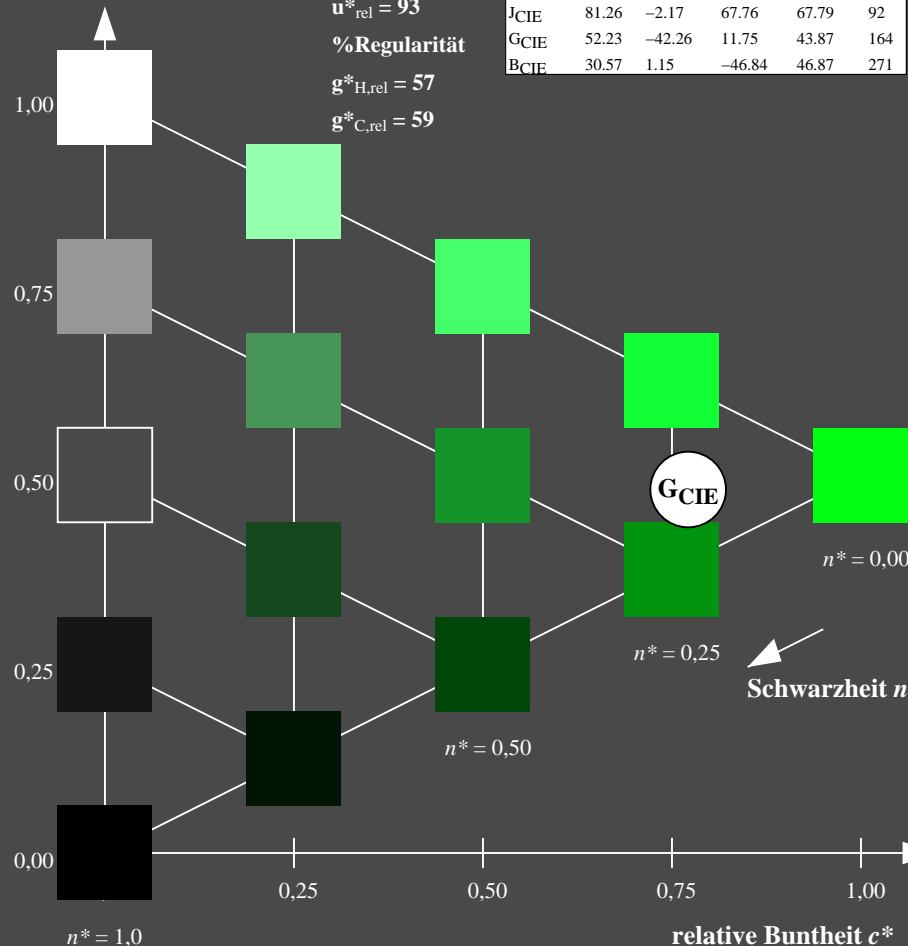 u*rel = 93
%Regularität
g*H,rel = 57
g*C,rel = 59
JCIE 81.26 −2.17 67.76 67.79 92
GCIE 52.23 −42.26 11.75 43.87 164
BCIE 30.57 1.15 −46.84 46.87 271
1,00
0,75
0,50
GCIE
n* = 0,00
n* = 0,25
0,25
Schwarzheit n
n* = 0,50
0,00
0,25 0,50 0,75 1,00
n* = 1,0
relative Buntheit c*